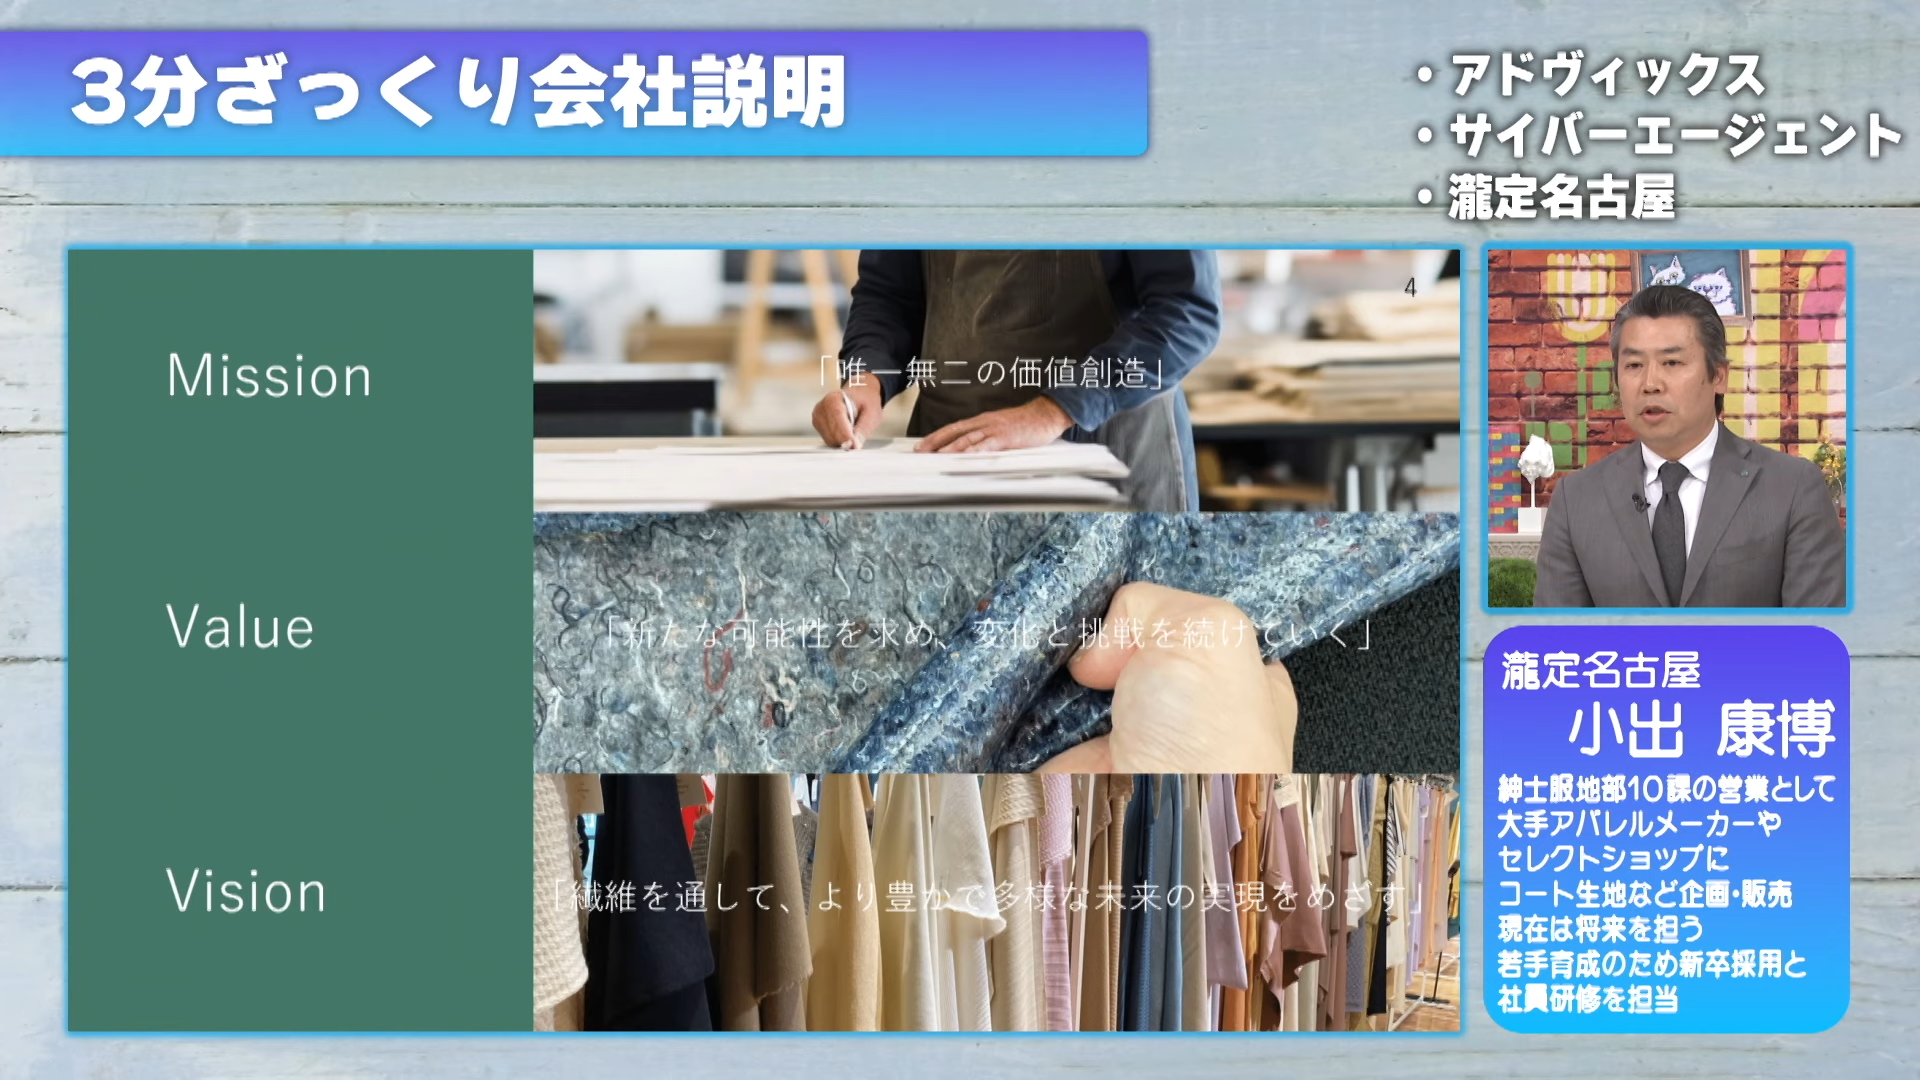 3分ざっくり会社説明
・アドヴィックス
・サイバーエージェント
・瀧定名古屋
4
Mission
「唯一無二の価値創造」
Value
「新たな可能性を求め、変化と挑戦を続けていく」
Vision
「繊維を通して、より豊かで多様な未来の実現をめざす」
瀧定名古屋
小出 康博
紳士服地部10課の営業として
大手アパレルメーカーや
セレクトショップに
コート生地など企画・販売
現在は将来を担う
若手育成のため新卒採用と
社員研修を担当